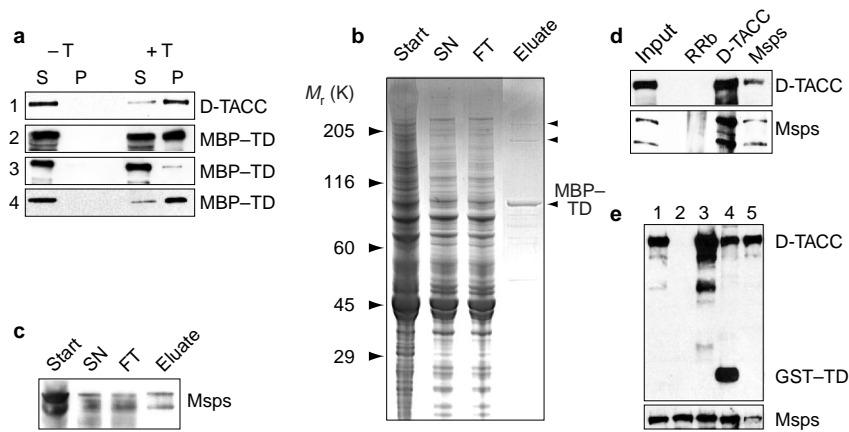 a
– T + T
S P S P
1 D-TACC
2 MBP–TD
3 MBP–TD
4 MBP–TD
b
Start SN FT Eluate
Mr (K)
205
116
60
45
29
MBP–
TD
c
Start SN FT Eluate
Msps
d
Input RRb D-TACC Msps
D-TACC
Msps
e
1 2 3 4 5
D-TACC
GST–TD
Msps